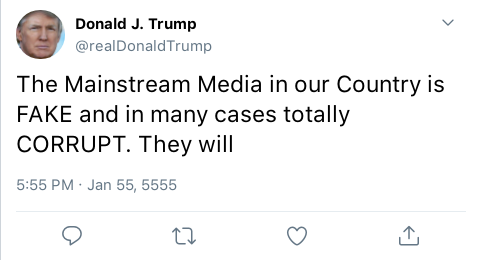 Donald J. Trump
@realDonaldTrump
The Mainstream Media in our Country is
FAKE and in many cases totally
CORRUPT. They will
5:55 PM · Jan 55, 5555